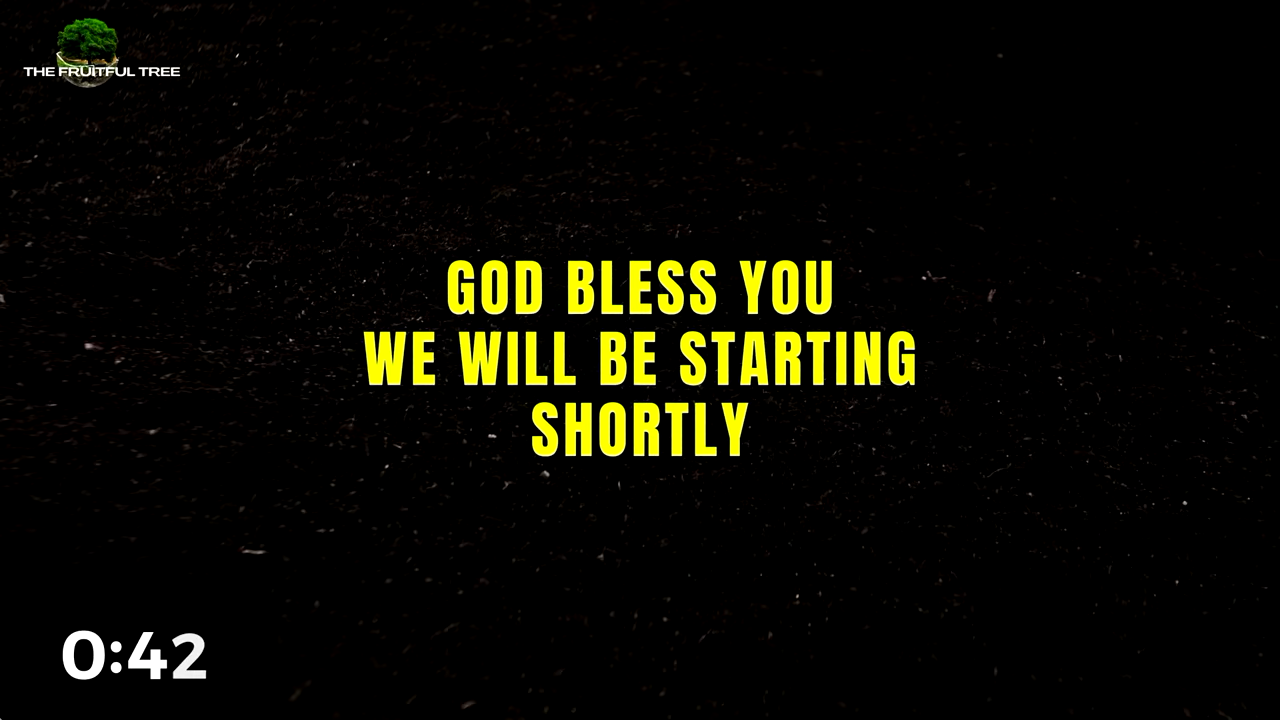 THE FRUITFUL TREE
GOD BLESS YOU
WE WILL BE STARTING
SHORTLY
0:42